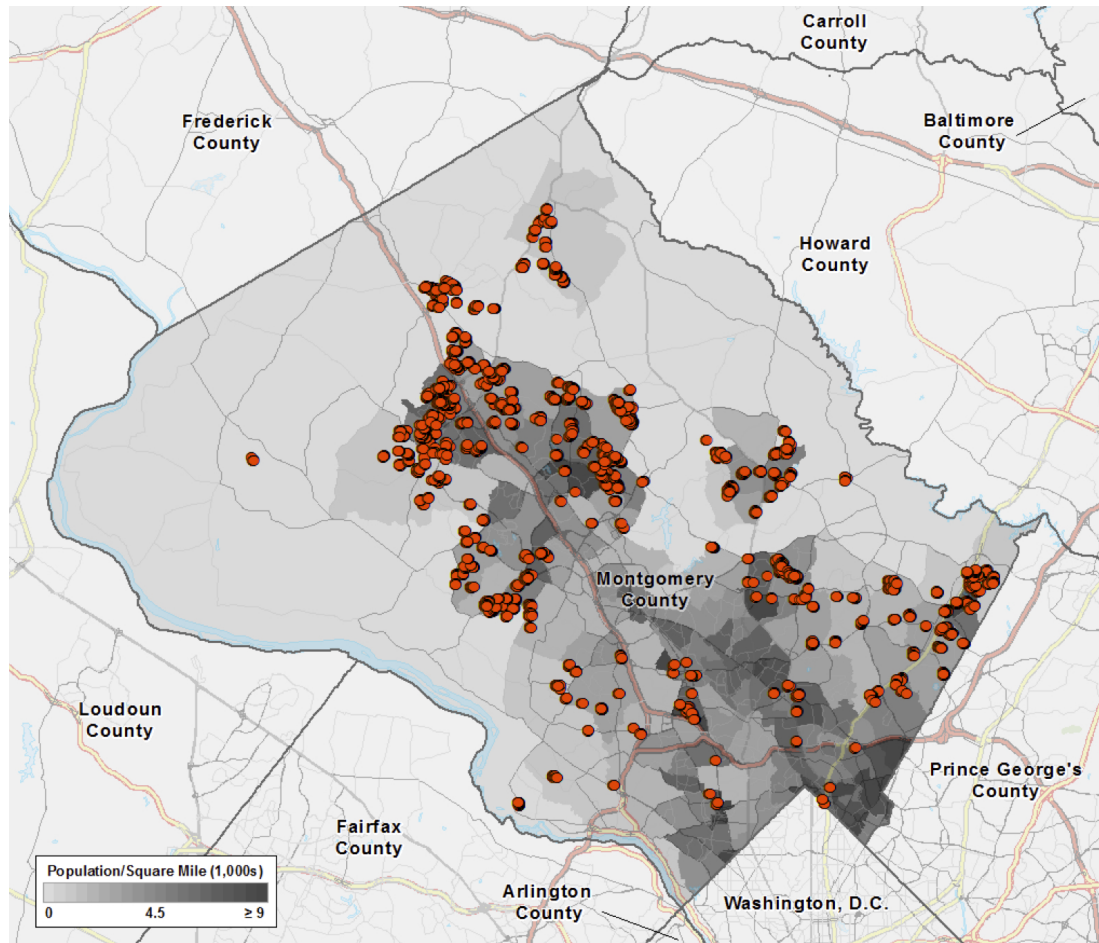 Carroll
County
Frederick
County
Baltimore
County
Howard
County
Montgomery
County
Loudoun
County
Prince George's
County
Fairfax
County
Population/Square Mile (1,000s)
0 4.5 ≥ 9
Arlington
County
Washington, D.C.